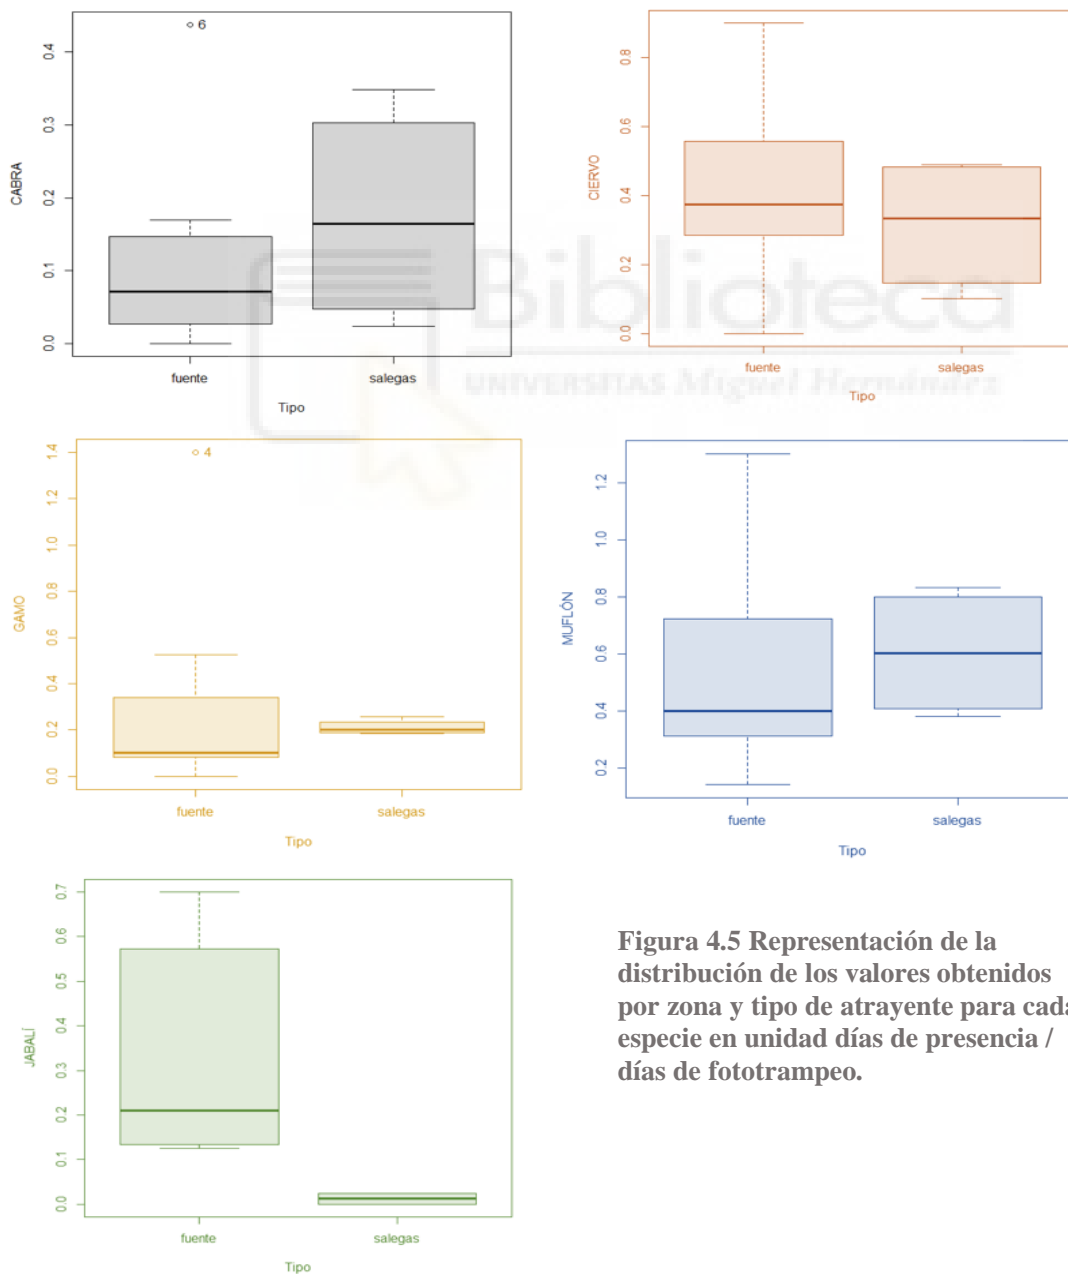 6
0.4
0.3
0.2
0.1
0.0
CABRA
fuente
salegas
Tipo
0.8
0.6
0.4
0.2
0.0
CIERVO
fuente
salegas
Tipo
Biblioteca
UNIVERSITAS Miguel Hernández
4
1.4
1.2
1.0
0.8
0.6
0.4
0.2
0.0
GAMO
fuente
salegas
Tipo
1.2
1.0
0.8
0.6
0.4
0.2
MUFLÓN
fuente
salegas
Tipo
0.7
0.6
0.5
0.4
0.3
0.2
0.1
0.0
JABALÍ
fuente
salegas
Tipo
Figura 4.5 Representación de la
distribución de los valores obtenidos
por zona y tipo de atrayente para cada
especie en unidad días de presencia /
días de fototrampeo.